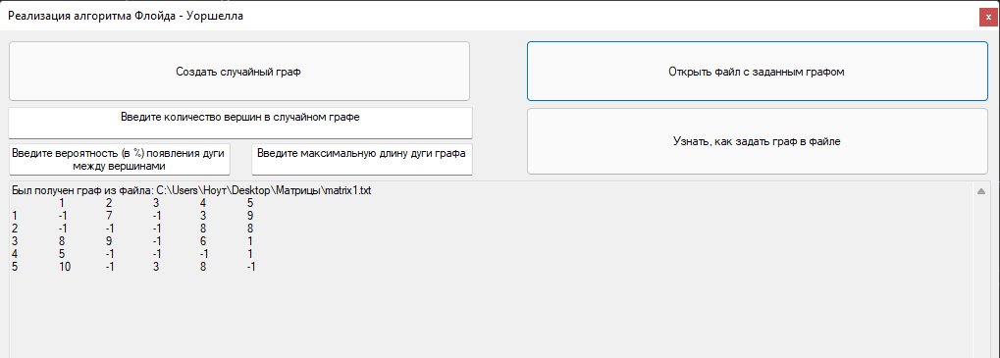 Реализация алгоритма Флойда - Уоршелла
x
Создать случайный граф
Открыть файл с заданным графом
Введите количество вершин в случайном графе
Узнать, как задать граф в файле
Введите вероятность (в %) появления дуги
между вершинами
Введите максимальную длину дуги графа
Был получен граф из файла: C:\Users\Ноут\Desktop\Матрицы\matrix1.txt
1 2 3 4 5
1 -1 7 -1 3 9
2 -1 -1 -1 8 8
3 8 9 -1 6 1
4 5 -1 -1 -1 1
5 10 -1 3 8 -1